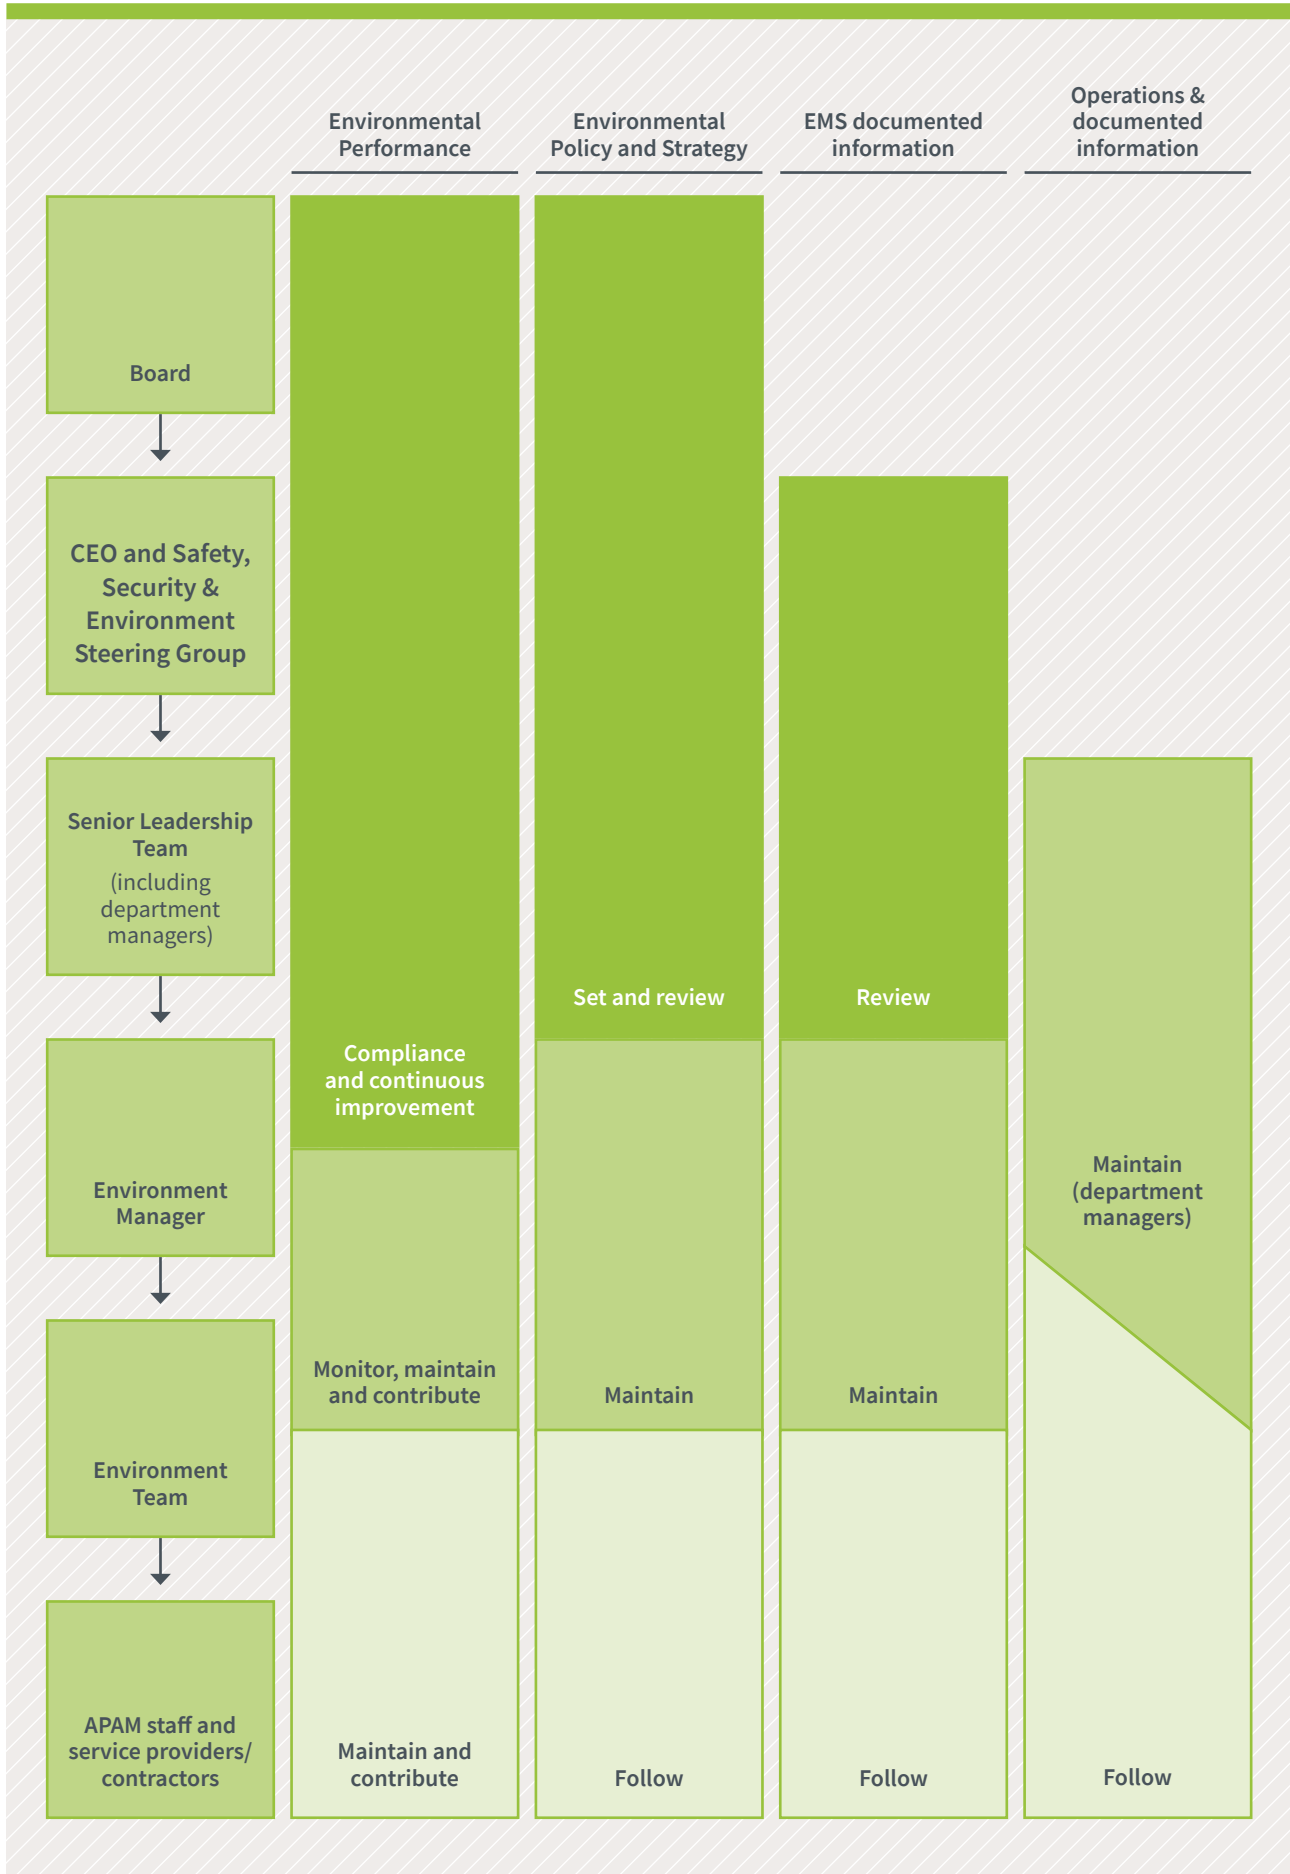 Environmental
Performance
Environmental
Policy and Strategy
EMS documented
information
Operations &
documented
information
Board
CEO and Safety,
Security &
Environment
Steering Group
Senior Leadership
Team
(including
department
managers)
Environment
Manager
Environment
Team
APAM staff and
service providers/
contractors
Compliance
and continuous
improvement
Monitor, maintain
and contribute
Maintain and
contribute
Set and review
Maintain
Follow
Review
Maintain
Follow
Maintain
(department
managers)
Follow